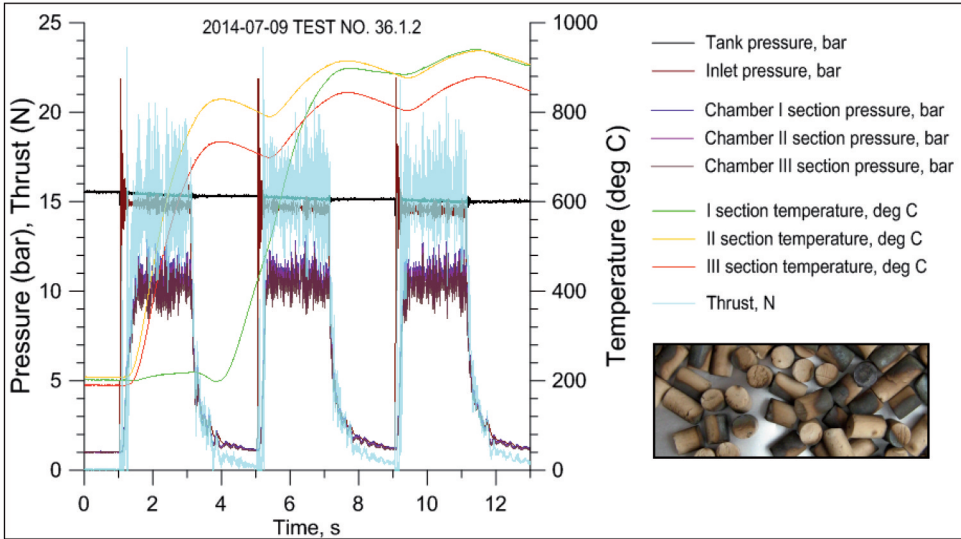 2014-07-09 TEST NO. 36.1.2
25
20
15
10
5
0
Pressure (bar), Thrust (N)
1000
800
600
400
200
0
Temperature (deg C)
0 2 4 6 8 10 12
Time, s
Tank pressure, bar
Inlet pressure, bar
Chamber I section pressure, bar
Chamber II section pressure, bar
Chamber III section pressure, bar
I section temperature, deg C
II section temperature, deg C
III section temperature, deg C
Thrust, N